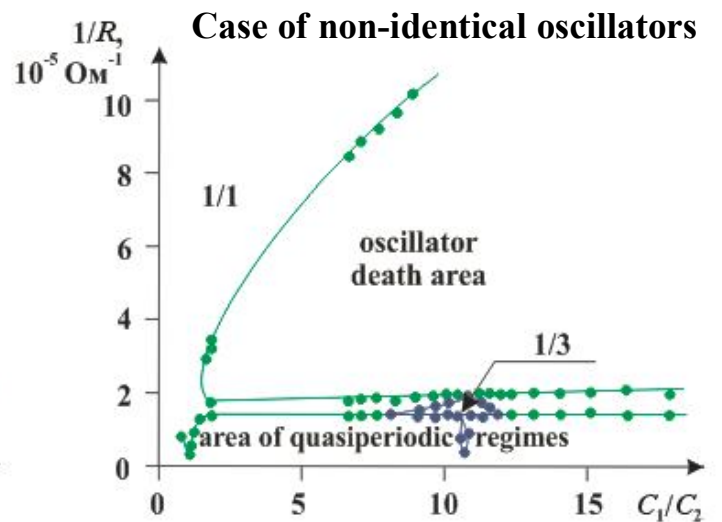 Case of non-identical oscillators
1/R,
10⁻⁵ Ом⁻¹
10
8
6
4
2
0
1/1
oscillator
death area
1/3
area of quasiperiodic regimes
0
5
10
15
C₁/C₂